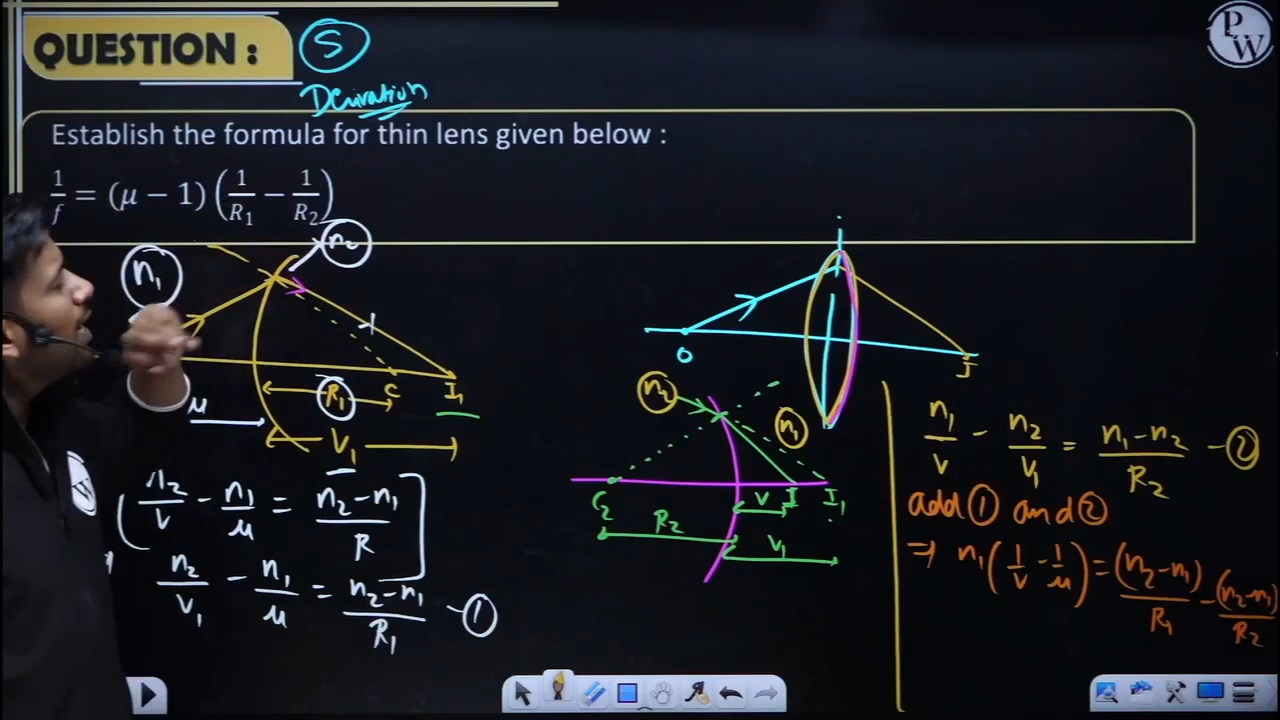 QUESTION :
5
Derivation
P
W
Establish the formula for thin lens given below :
1/f = (μ − 1) (1/R₁ − 1/R₂)
n₁
n₂
R₁
C
I₁
u
V₁
n₂/v − n₁/u = n₂−n₁/R
n₂/v₁ − n₁/u = n₂−n₁/R₁ –①
O
I
n₂
n₁
C₂
R₂
V
I
I₁
V₁
n₁/v − n₂/v₁ = n₁−n₂/R₂ –②
add ① and ②
⇒ n₁(1/v − 1/u) = (n₂−n₁)/R₁ − (n₂−n₁)/R₂
W